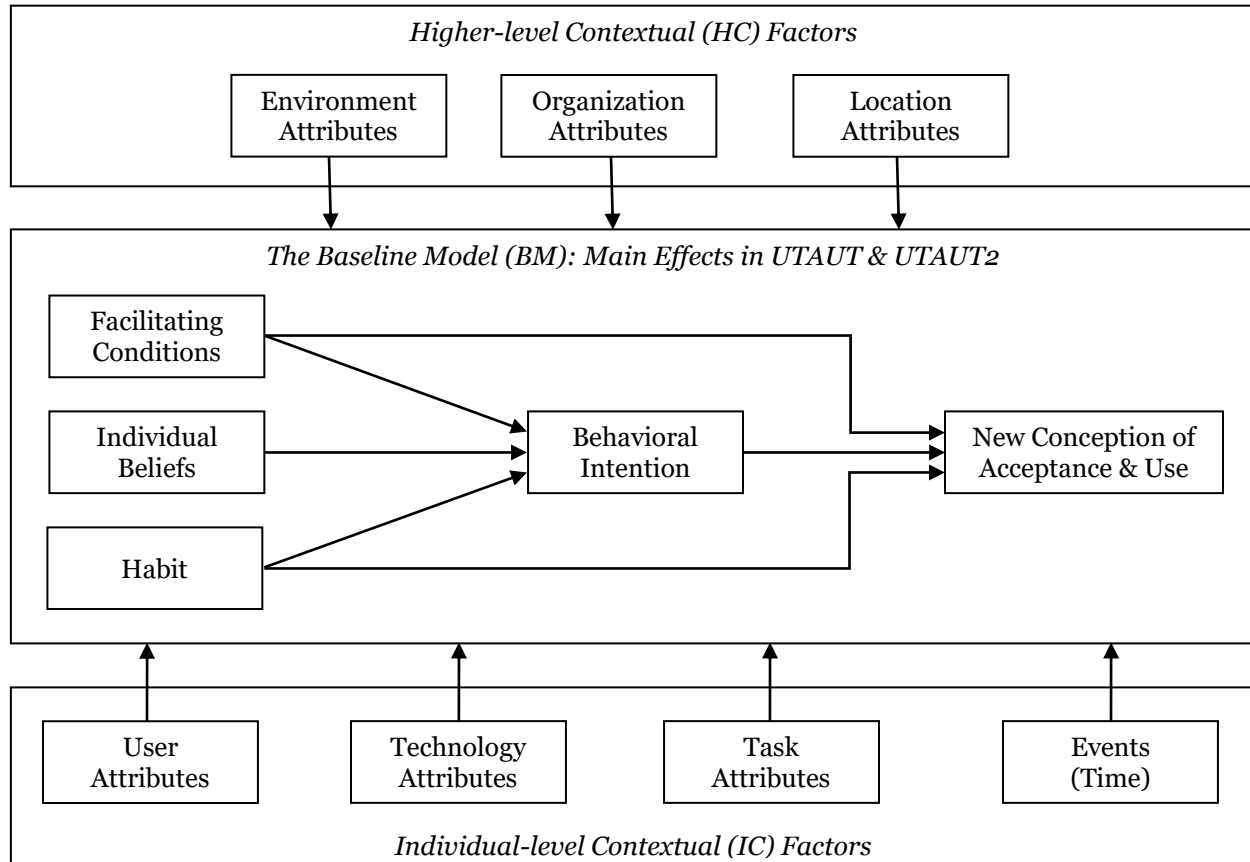 Higher-level Contextual (HC) Factors
Environment
Attributes
Organization
Attributes
Location
Attributes
The Baseline Model (BM): Main Effects in UTAUT & UTAUT2
Facilitating
Conditions
Individual
Beliefs
Habit
Behavioral
Intention
New Conception of
Acceptance & Use
User
Attributes
Technology
Attributes
Task
Attributes
Events
(Time)
Individual-level Contextual (IC) Factors